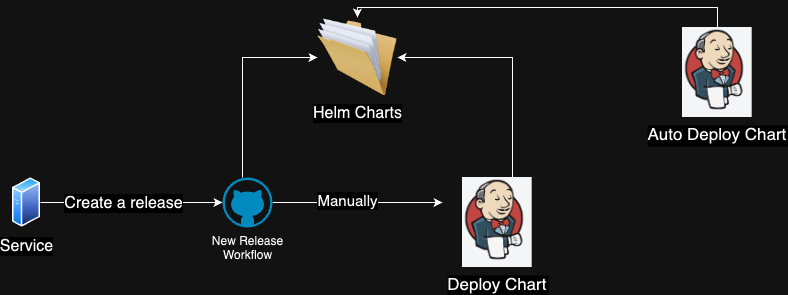 Helm Charts
Auto Deploy Chart
Create a release
Manually
Service
New Release
Workflow
Deploy Chart